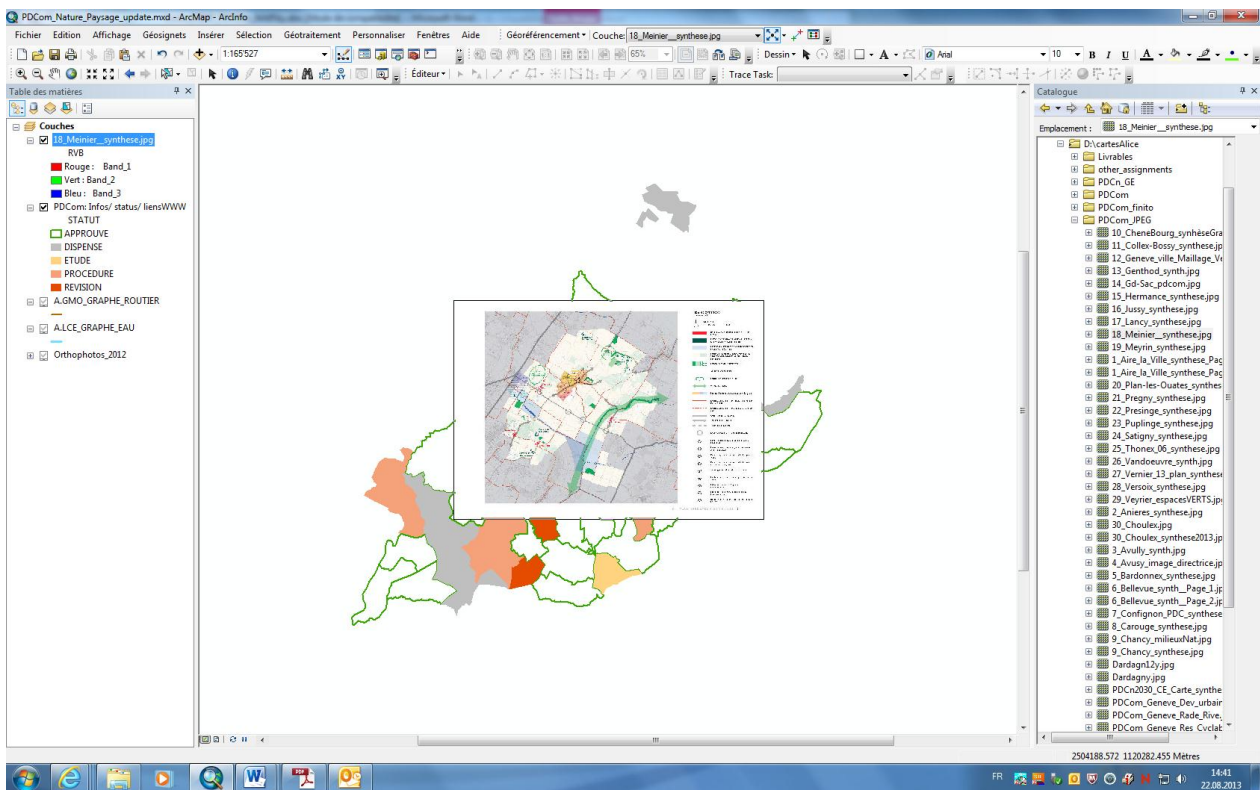 PDCom_Nature_Paysage_update.mxd - ArcMap - ArcInfo
Fichier Edition Affichage Géosignets Insérer Sélection Géotraitement Personnaliser Fenêtres Aide Géoréférencement Couche: 18_Meinier__synthese.jpg
1:165'527 65% Dessin A Arial 10 B I U A
Éditeur Trace Task:
Table des matières
Couches
18_Meinier__synthese.jpg
RVB
Rouge : Band_1
Vert : Band_2
Bleu : Band_3
PDCom: Infos/ status/ liensWWW
STATUT
APPROUVE
DISPENSE
ETUDE
PROCEDURE
REVISION
A.GMO_GRAPHE_ROUTIER
A.LCE_GRAPHE_EAU
Orthophotos_2012
Catalogue
Emplacement : 18_Meinier__synthese.jpg
D:\cartesAlice
Livrables
other_assignments
PDCn_GE
PDCom
PDCom_finito
PDCom_JPEG
10_CheneBourg_synhèseGra
11_Collex-Bossy_synthese.jp
12_Geneve_ville_Maillage_Ve
13_Genthod_synth.jpg
14_Gd-Sac_pdcom.jpg
15_Hermance_synthese.jpg
16_Jussy_synthese.jpg
17_Lancy_synthese.jpg
18_Meinier__synthese.jpg
19_Meyrin_synthese.jpg
1_Aire_la_Ville_synthese_Pag
1_Aire_la_Ville_synthese_Pag
20_Plan-les-Ouates_synthes
21_Pregny_synthese.jpg
22_Presinge_synthese.jpg
23_Puplinge_synthese.jpg
24_Satigny_synthese.jpg
25_Thonex_06_synthese.jpg
26_Vandoeuvre_synth.jpg
27_Vernier_13_plan_synthese
28_Versoix_synthese.jpg
29_Veyrier_espacesVERTS.jp
2_Anieres_synthese.jpg
30_Choulex.jpg
30_Choulex_synthese2013.jp
3_Avully_synth.jpg
4_Avusy_image_directrice.jp
5_Bardonnex_synthese.jpg
6_Bellevue_synth__Page_1.jp
6_Bellevue_synth__Page_2.jp
7_Confignon_PDC_synthese
8_Carouge_synthese.jpg
9_Chancy_milieuxNat.jpg
9_Chancy_synthese.jpg
Dardagn12y.jpg
Dardagny.jpg
PDCn2030_CE_Carte_synthe
PDCom_Geneve_Dev_urbair
PDCom_Geneve_Rade_Rive_
PDCom_Geneve_Res_Cyclab
2504188.572 1120282.455 Mètres
FR
14:41
22.08.2013